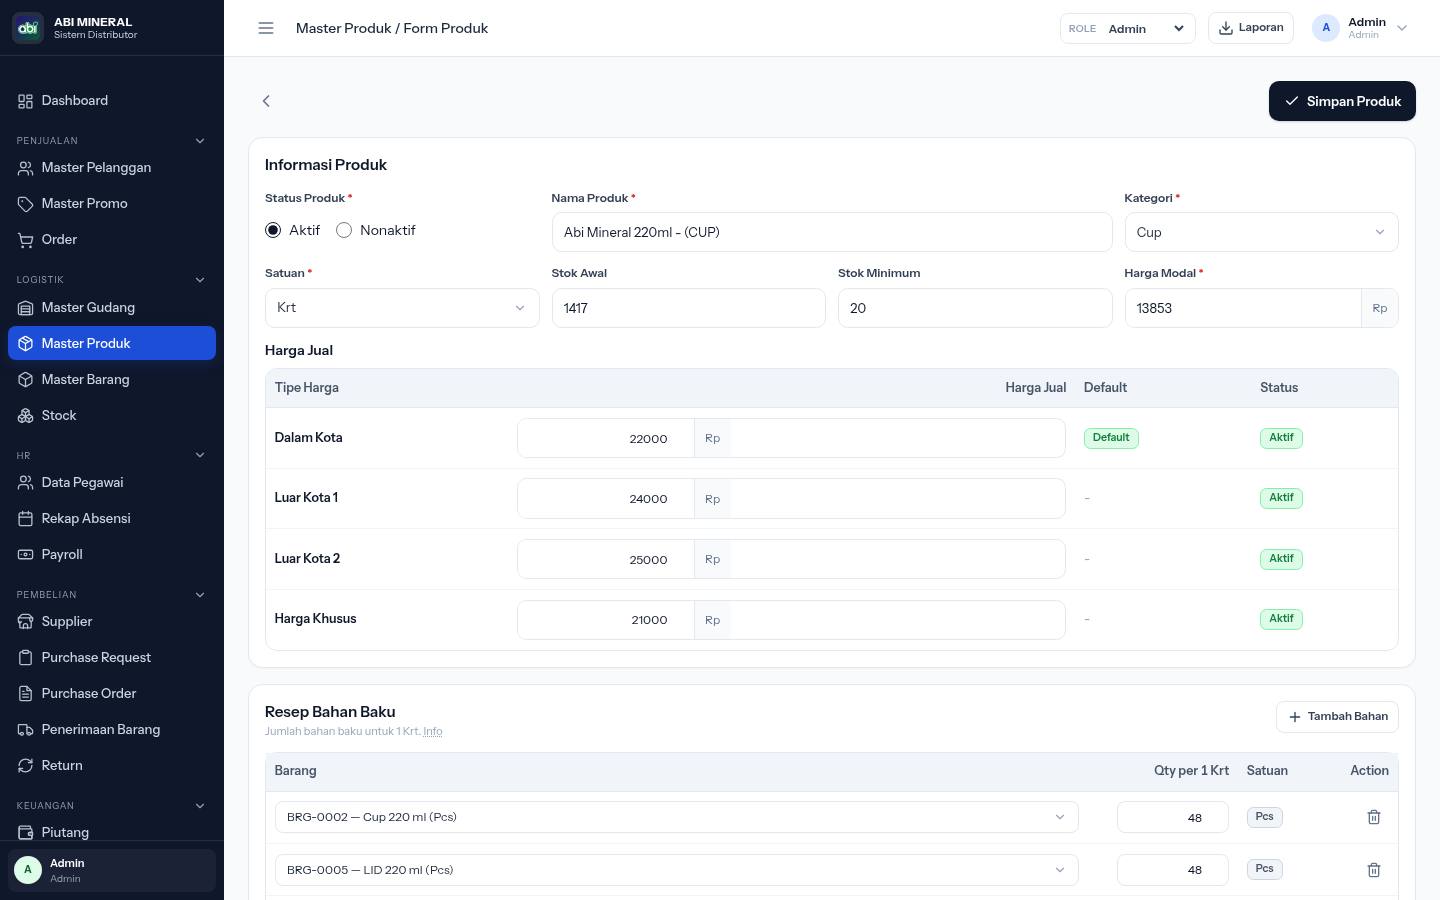 abi
ABI MINERAL
Sistem Distributor
Dashboard
PENJUALAN
Master Pelanggan
Master Promo
Order
LOGISTIK
Master Gudang
Master Produk
Master Barang
Stock
HR
Data Pegawai
Rekap Absensi
Payroll
PEMBELIAN
Supplier
Purchase Request
Purchase Order
Penerimaan Barang
Return
KEUANGAN
Piutang
A
Admin
Admin
Master Produk / Form Produk
ROLE Admin
Laporan
A
Admin
Admin
Simpan Produk
Informasi Produk
Status Produk * Nama Produk * Kategori *
Aktif Nonaktif Abi Mineral 220ml - (CUP) Cup
Satuan * Stok Awal Stok Minimum Harga Modal *
Krt 1417 20 13853 Rp
Harga Jual
Tipe Harga Harga Jual Default Status
Dalam Kota 22000 Rp Default Aktif
Luar Kota 1 24000 Rp - Aktif
Luar Kota 2 25000 Rp - Aktif
Harga Khusus 21000 Rp - Aktif
Resep Bahan Baku
Jumlah bahan baku untuk 1 Krt. Info
Tambah Bahan
Barang Qty per 1 Krt Satuan Action
BRG-0002 — Cup 220 ml (Pcs) 48 Pcs
BRG-0005 — LID 220 ml (Pcs) 48 Pcs